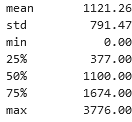 mean 1121.26
std 791.47
min 0.00
25% 377.00
50% 1100.00
75% 1674.00
max 3776.00